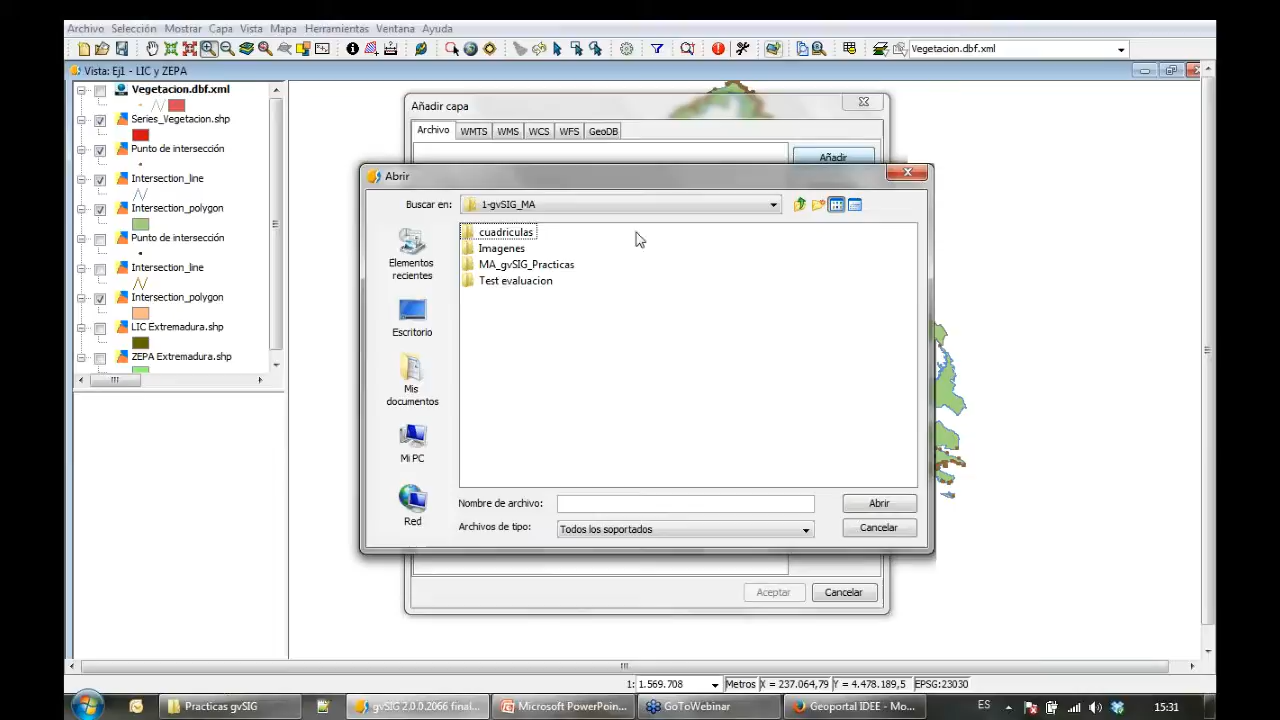 Archivo Selección Mostrar Capa Vista Mapa Herramientas Ventana Ayuda
Vegetacion.dbf.xml
Vista: Ej1 - LIC y ZEPA
Vegetacion.dbf.xml
Series_Vegetacion.shp
Punto de intersección
Intersection_line
Intersection_polygon
Punto de intersección
Intersection_line
Intersection_polygon
LIC Extremadura.shp
ZEPA Extremadura.shp
Añadir capa
Archivo WMTS WMS WCS WFS GeoDB
Añadir
Abrir
Buscar en: 1-gvSIG_MA
cuadriculas
Imagenes
MA_gvSIG_Practicas
Test evaluacion
Elementos
recientes
Escritorio
Mis
documentos
Mi PC
Red
Nombre de archivo: Abrir
Archivos de tipo: Todos los soportados Cancelar
Aceptar Cancelar
1: 1.569.708 Metros X = 237.064,79 Y = 4.478.189,5 EPSG:23030
Practicas gvSIG gvSIG 2.0.0.2066 final... Microsoft PowerPoint ... GoToWebinar Geoportal IDEE - Mo... ES 15:31